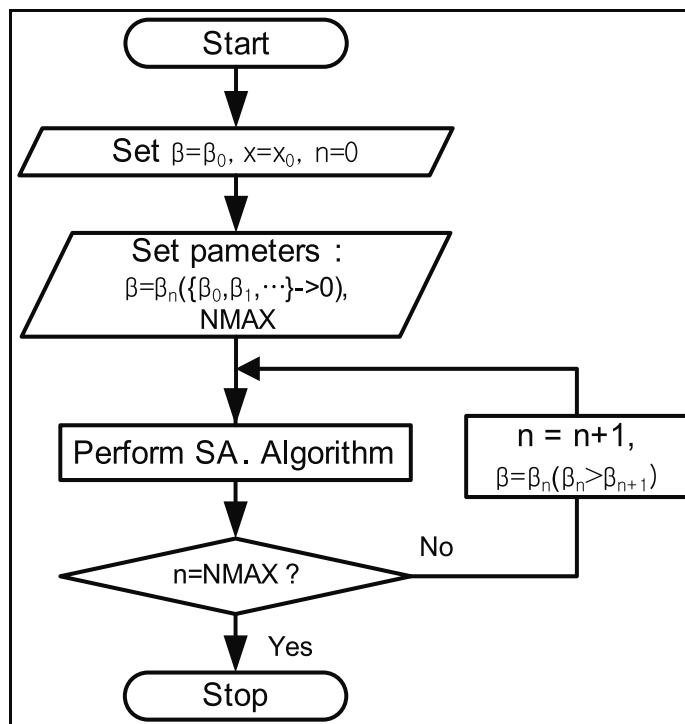 Start
Set β=β₀, x=x₀, n=0
Set pameters :
β=βₙ({β₀,β₁,⋯}->0),
NMAX
Perform SA. Algorithm
n = n+1,
β=βₙ(βₙ>βₙ₊₁)
n=NMAX ?
No
Yes
Stop